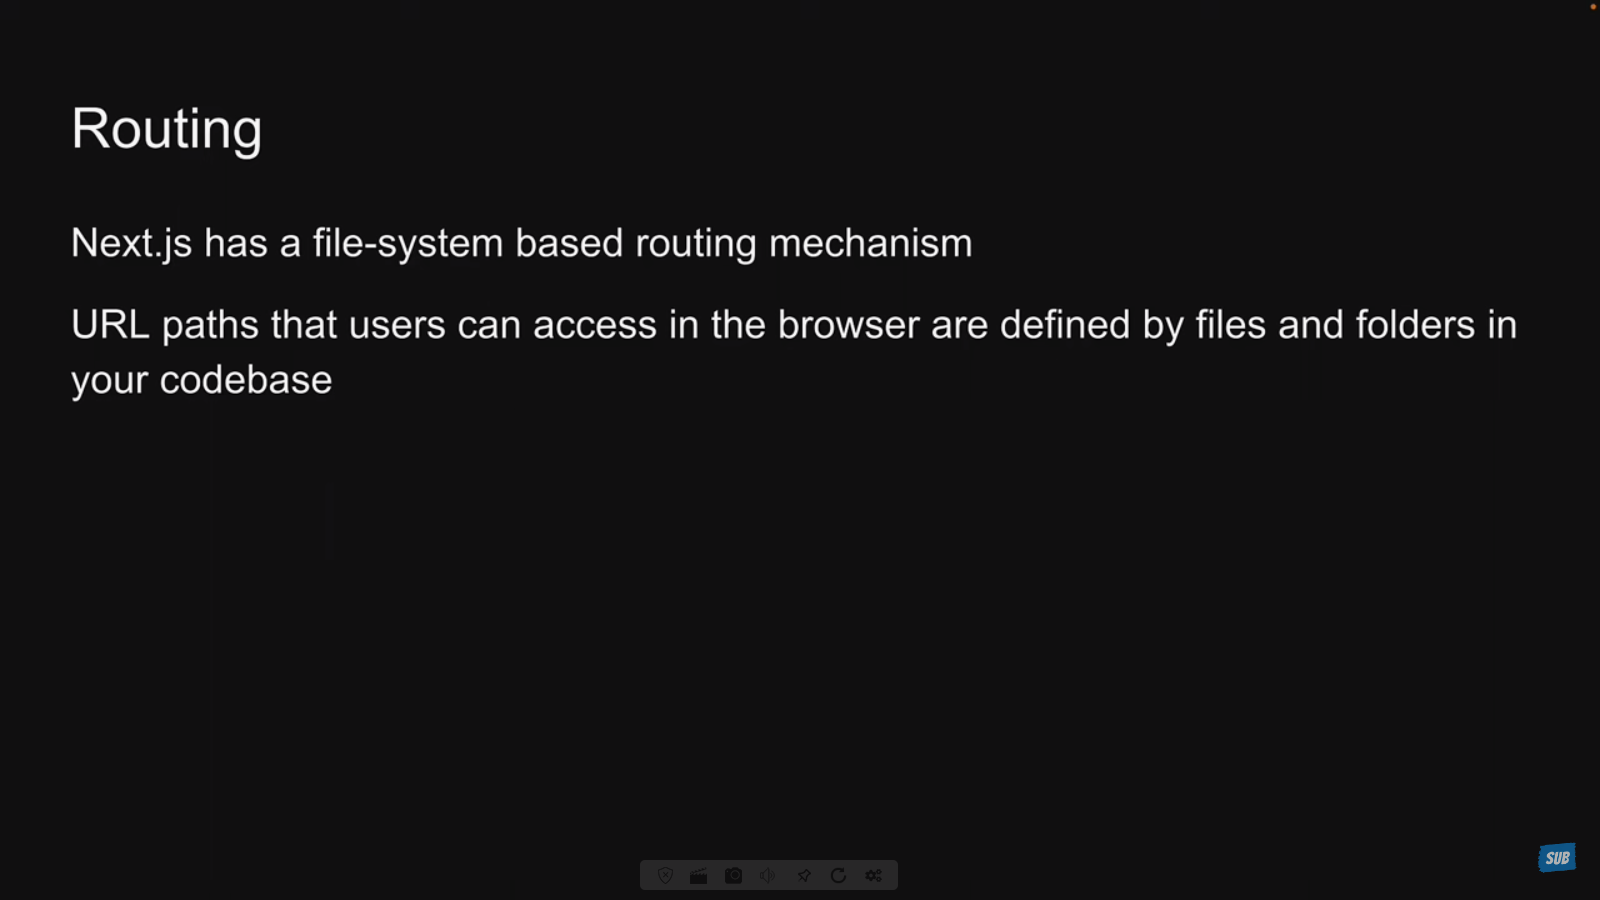 Routing
Next.js has a file-system based routing mechanism
URL paths that users can access in the browser are defined by files and folders in
your codebase
SUB